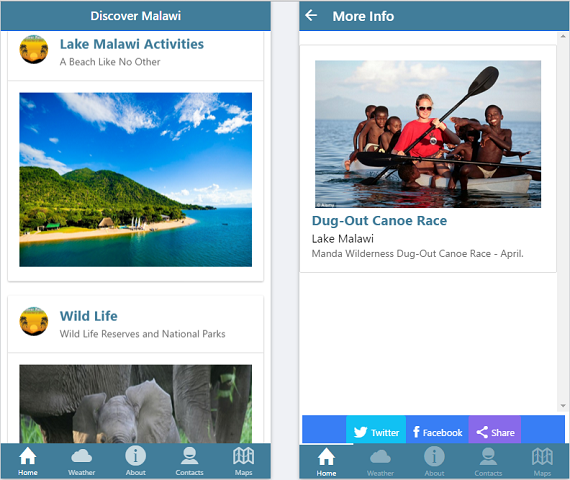 Discover Malawi
Lake Malawi Activities
A Beach Like No Other
Wild Life
Wild Life Reserves and National Parks
Home Weather About Contacts Maps
More Info
Dug-Out Canoe Race
Lake Malawi
Manda Wilderness Dug-Out Canoe Race - April.
Twitter Facebook Share
Home Weather About Contacts Maps